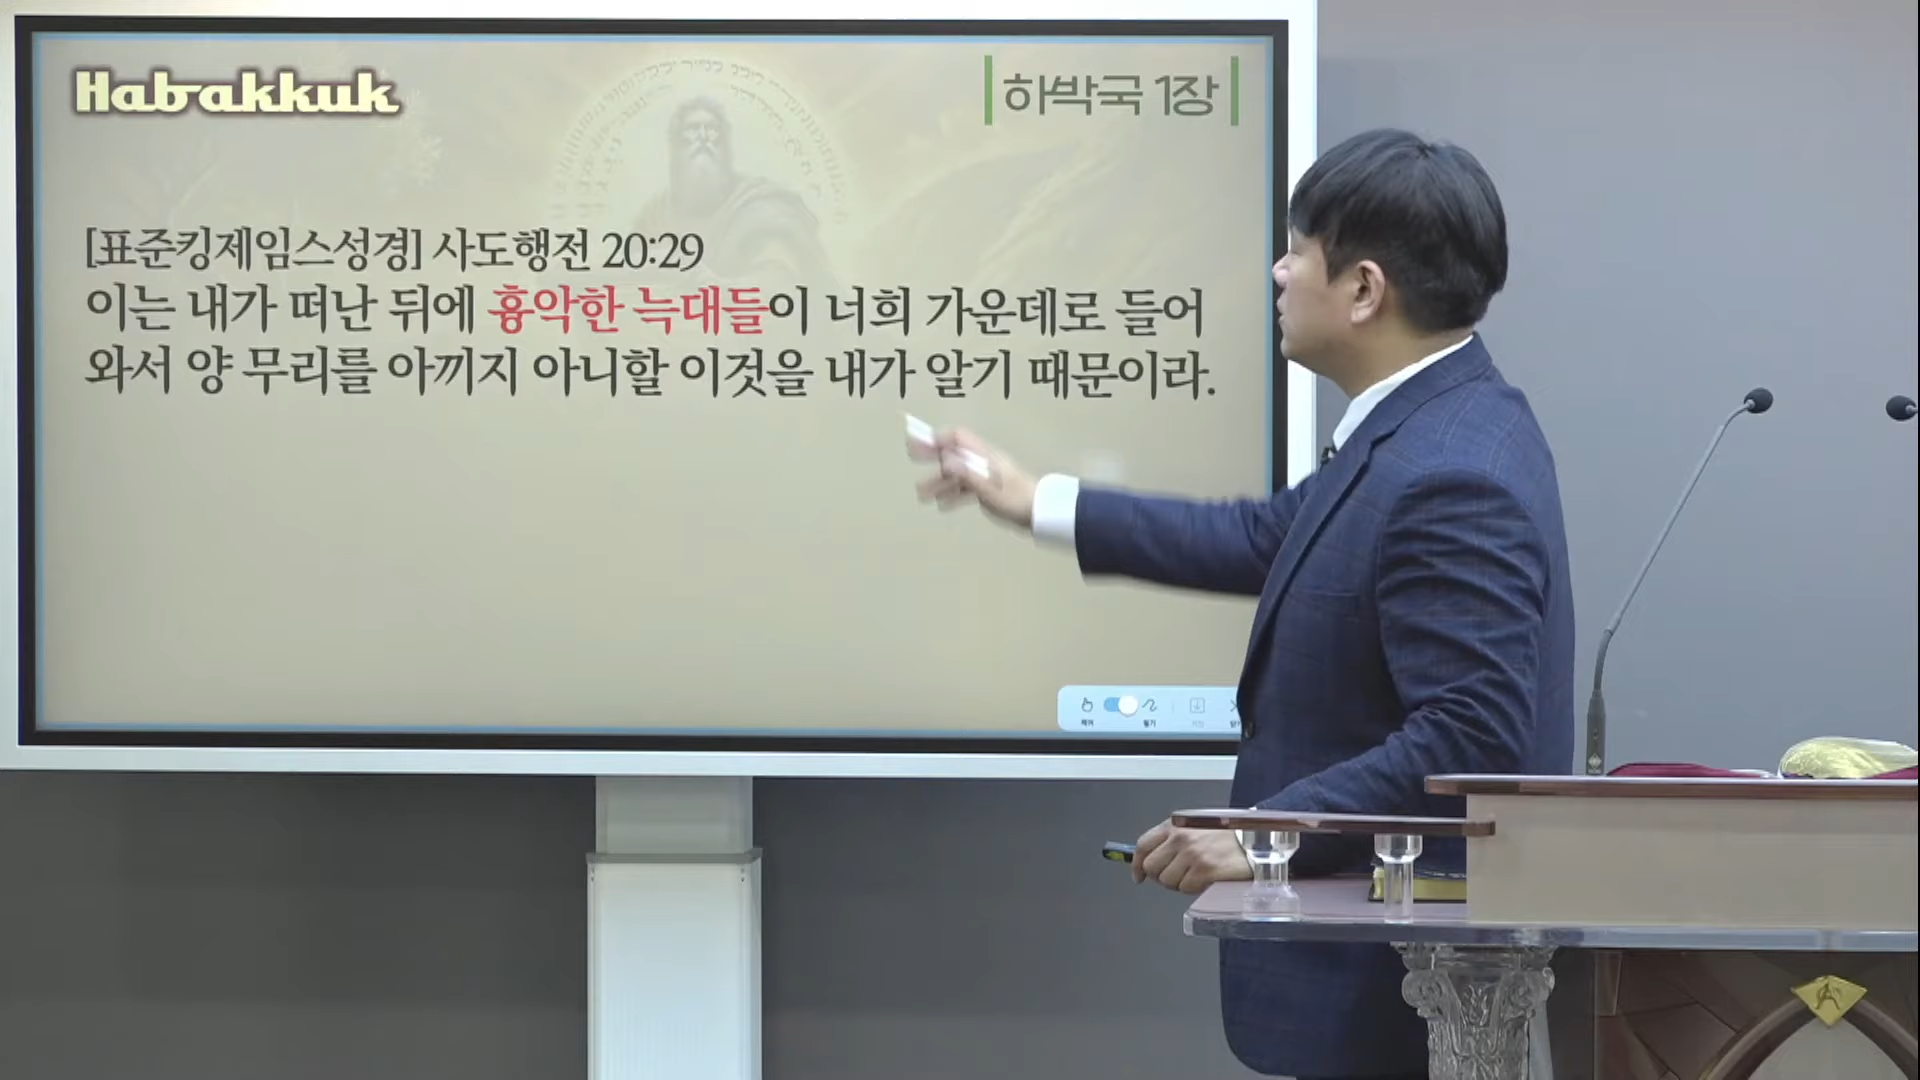 Habakkuk
하박국 1장
[표준킹제임스성경] 사도행전 20:29
이는 내가 떠난 뒤에 흉악한 늑대들이 너희 가운데로 들어
와서 양 무리를 아끼지 아니할 이것을 내가 알기 때문이라.